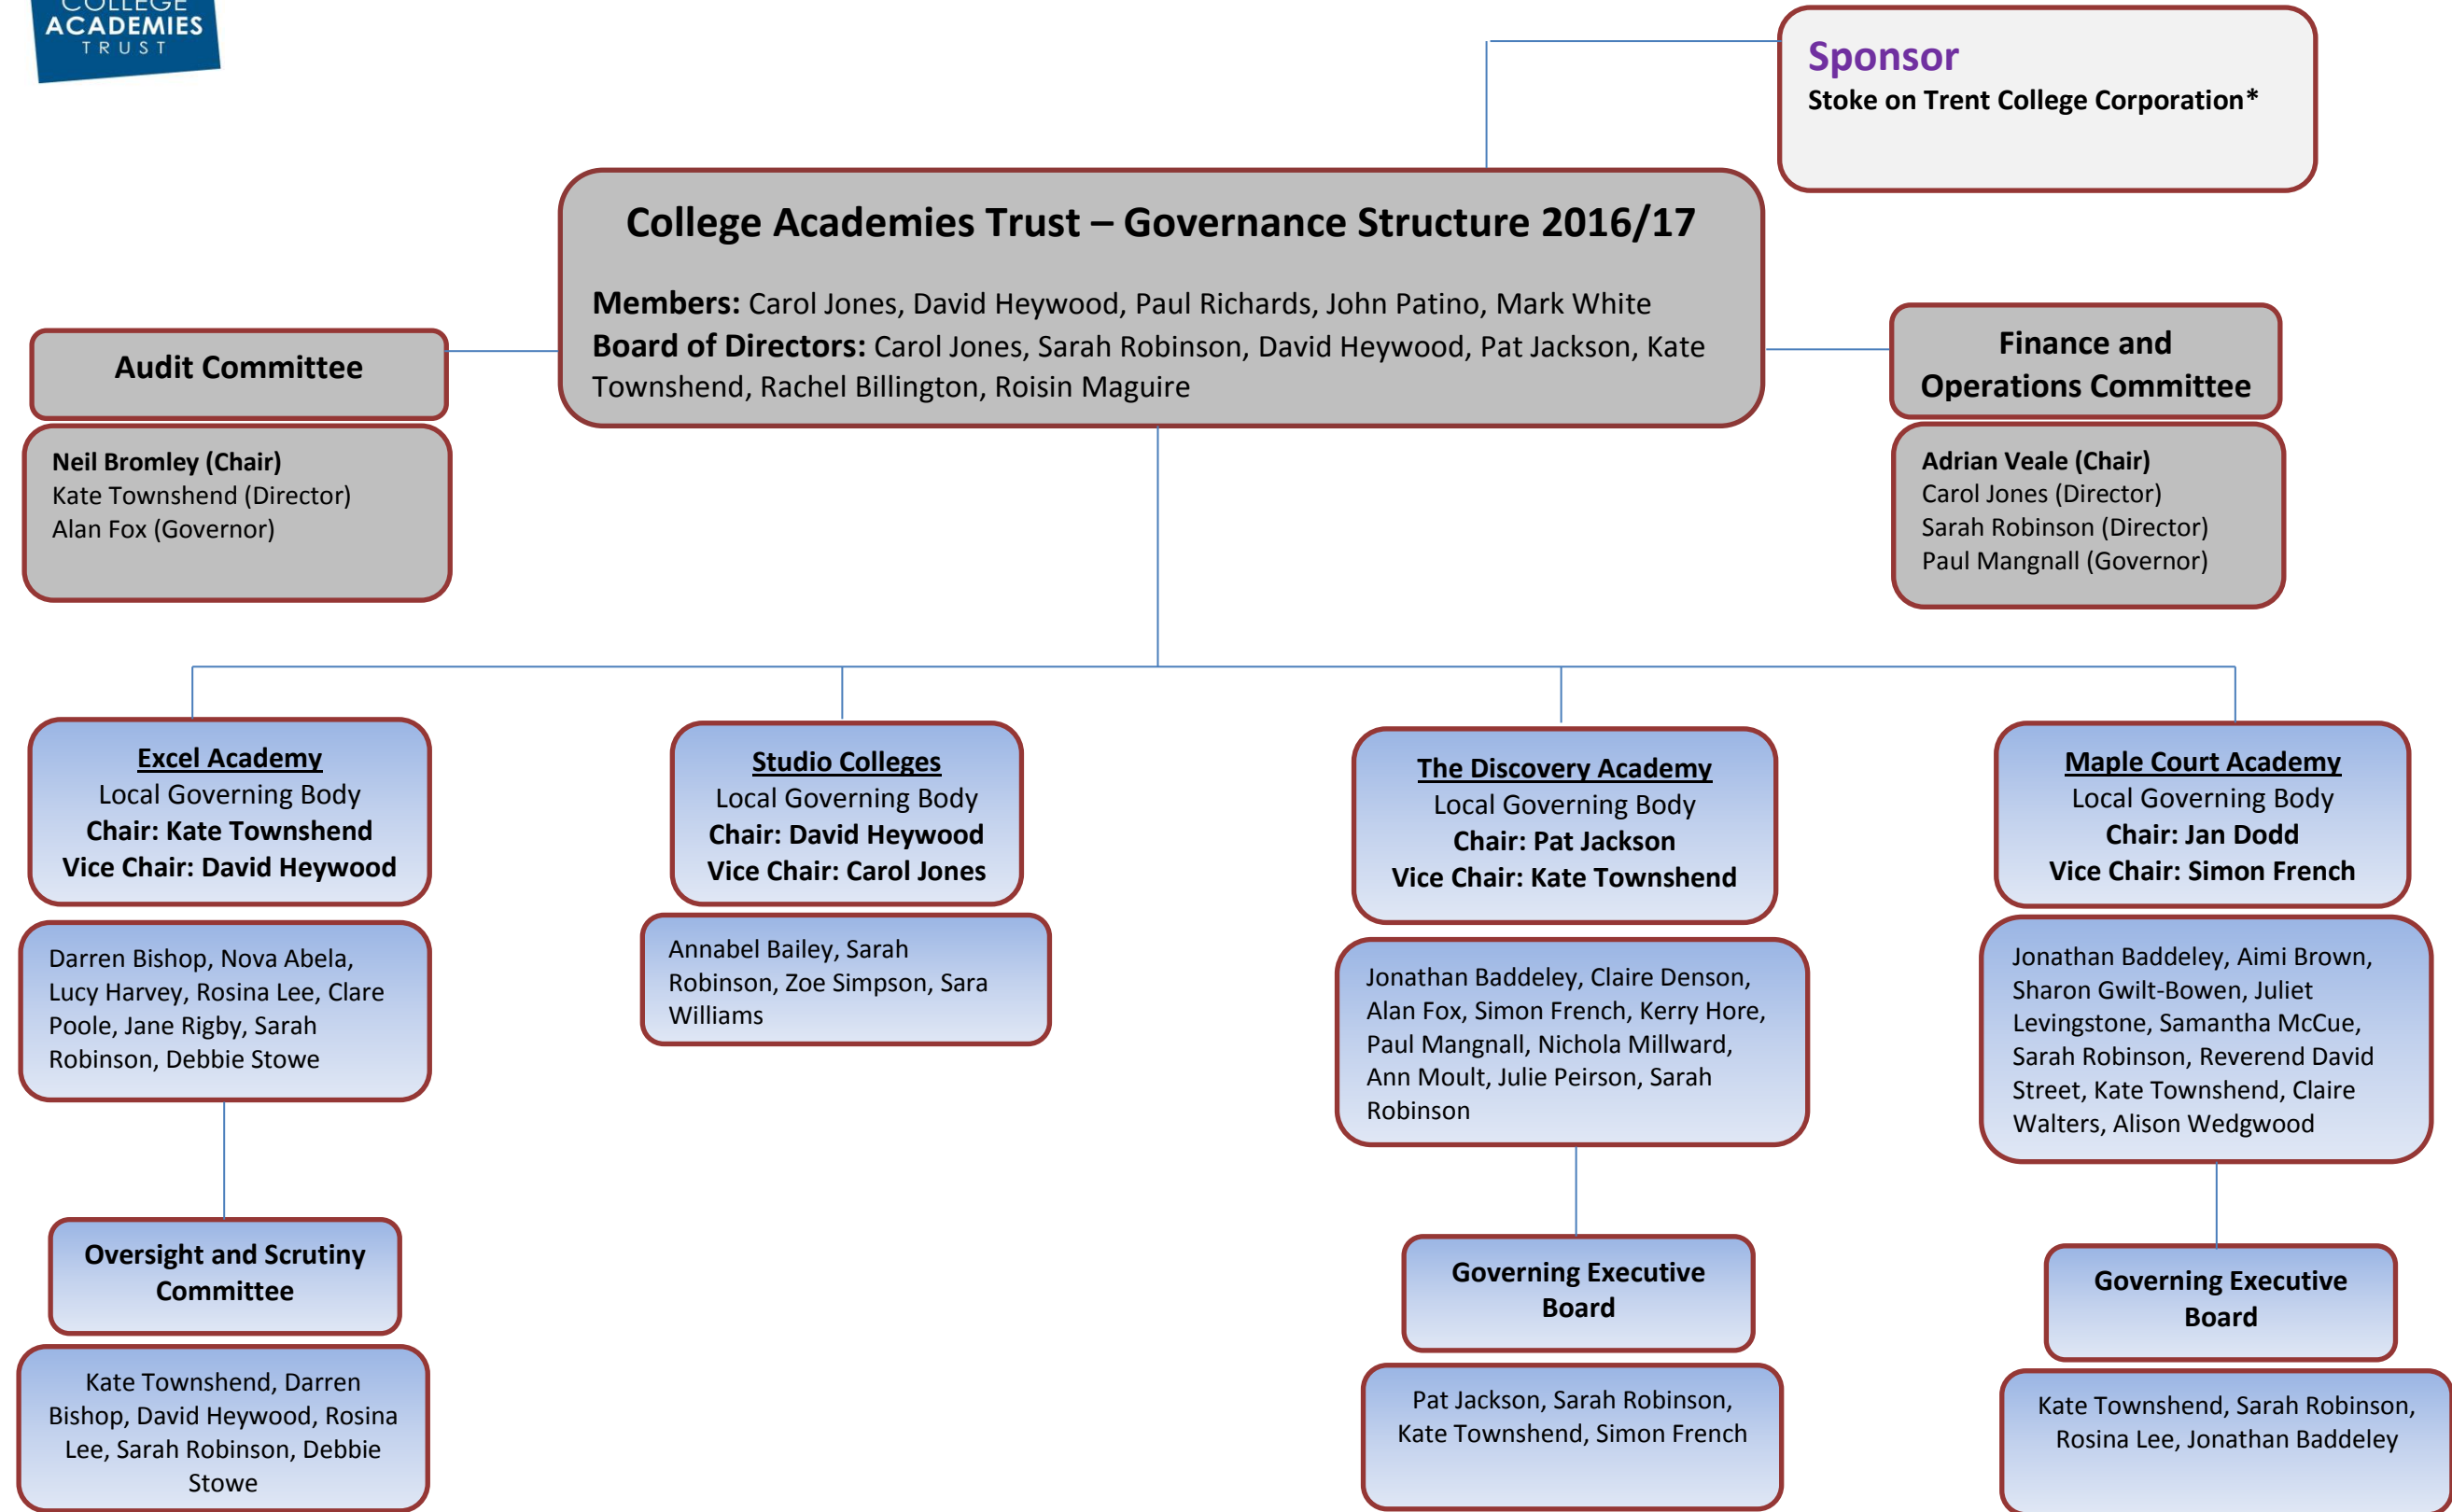 COLLEGE
ACADEMIES
TRUST
Sponsor
Stoke on Trent College Corporation*
College Academies Trust – Governance Structure 2016/17
Members: Carol Jones, David Heywood, Paul Richards, John Patino, Mark White
Board of Directors: Carol Jones, Sarah Robinson, David Heywood, Pat Jackson, Kate
Townshend, Rachel Billington, Roisin Maguire
Audit Committee
Neil Bromley (Chair)
Kate Townshend (Director)
Alan Fox (Governor)
Finance and
Operations Committee
Adrian Veale (Chair)
Carol Jones (Director)
Sarah Robinson (Director)
Paul Mangnall (Governor)
Excel Academy
Local Governing Body
Chair: Kate Townshend
Vice Chair: David Heywood
Darren Bishop, Nova Abela,
Lucy Harvey, Rosina Lee, Clare
Poole, Jane Rigby, Sarah
Robinson, Debbie Stowe
Oversight and Scrutiny
Committee
Kate Townshend, Darren
Bishop, David Heywood, Rosina
Lee, Sarah Robinson, Debbie
Stowe
Studio Colleges
Local Governing Body
Chair: David Heywood
Vice Chair: Carol Jones
Annabel Bailey, Sarah
Robinson, Zoe Simpson, Sara
Williams
The Discovery Academy
Local Governing Body
Chair: Pat Jackson
Vice Chair: Kate Townshend
Jonathan Baddeley, Claire Denson,
Alan Fox, Simon French, Kerry Hore,
Paul Mangnall, Nichola Millward,
Ann Moult, Julie Peirson, Sarah
Robinson
Governing Executive
Board
Pat Jackson, Sarah Robinson,
Kate Townshend, Simon French
Maple Court Academy
Local Governing Body
Chair: Jan Dodd
Vice Chair: Simon French
Jonathan Baddeley, Aimi Brown,
Sharon Gwilt-Bowen, Juliet
Levingstone, Samantha McCue,
Sarah Robinson, Reverend David
Street, Kate Townshend, Claire
Walters, Alison Wedgwood
Governing Executive
Board
Kate Townshend, Sarah Robinson,
Rosina Lee, Jonathan Baddeley